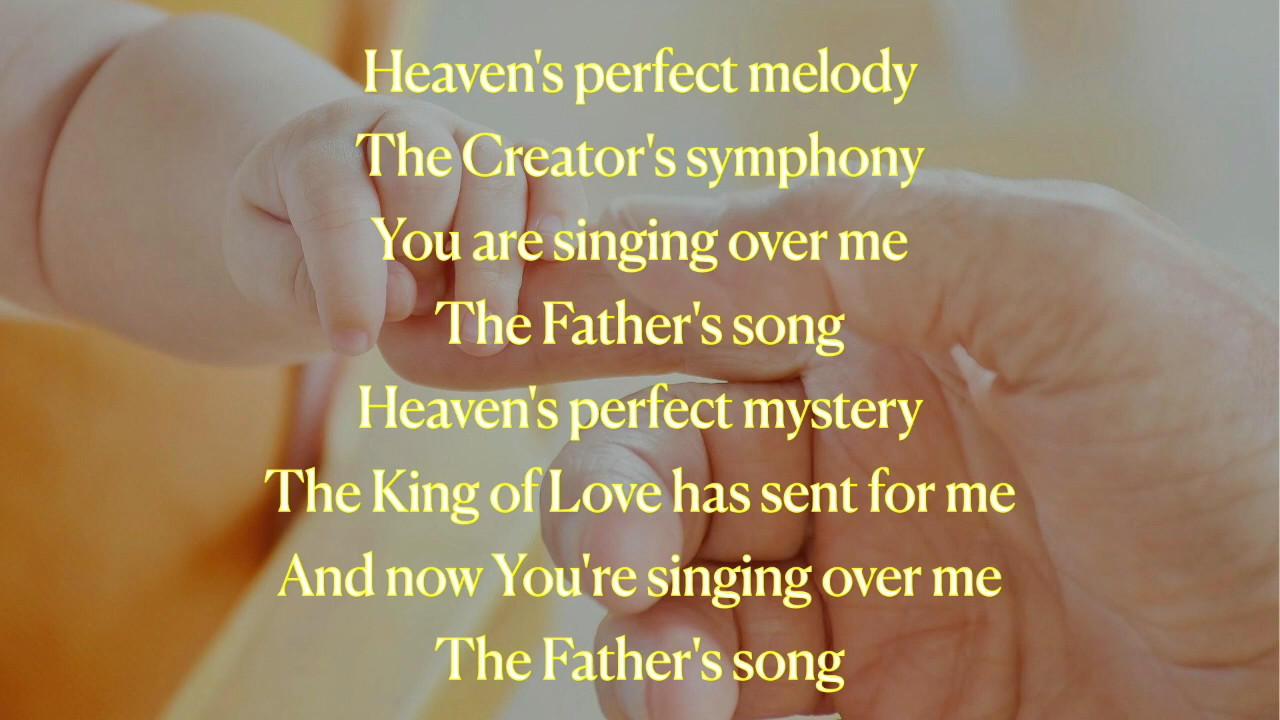 Heaven's perfect melody
The Creator's symphony
You are singing over me
The Father's song
Heaven's perfect mystery
The King of Love has sent for me
And now You're singing over me
The Father's song